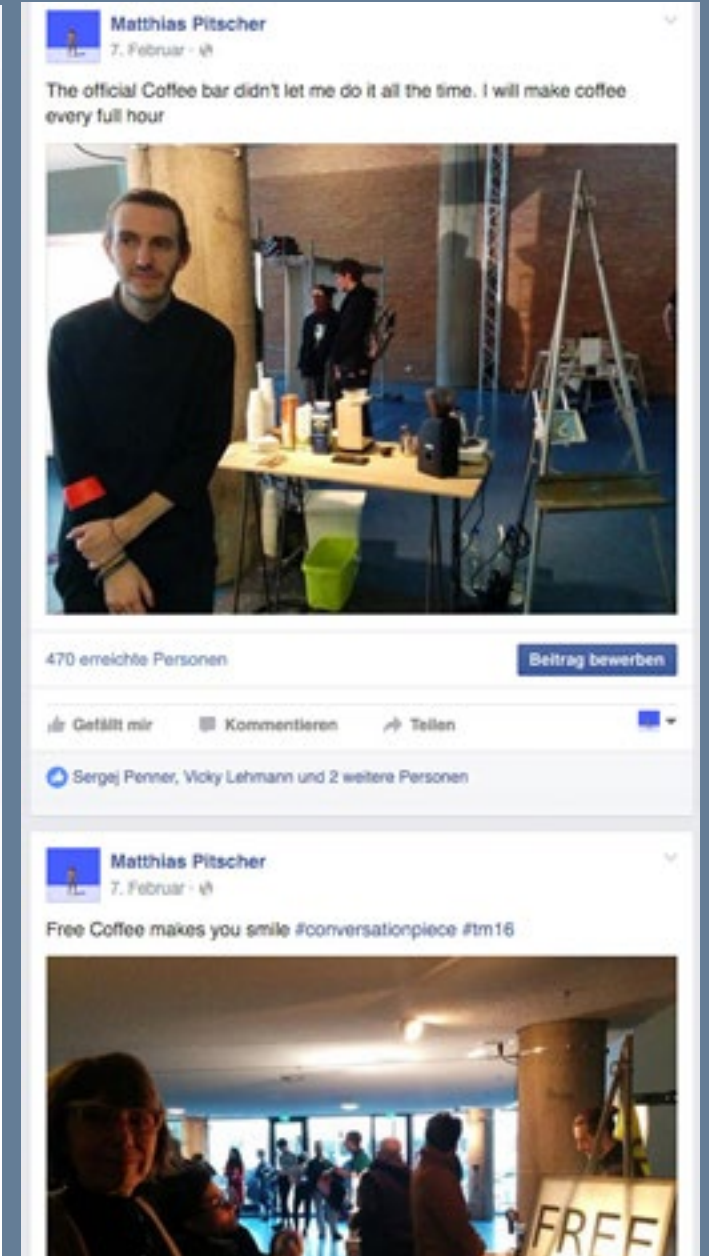 Matthias Pitscher
7. Februar ·
The official Coffee bar didn't let me do it all the time. I will make coffee
every full hour
470 erreichte Personen
Beitrag bewerben
Gefällt mir
Kommentieren
Teilen
Sergej Penner, Vicky Lehmann und 2 weitere Personen
Matthias Pitscher
7. Februar ·
Free Coffee makes you smile #conversationpiece #tm16
FREE